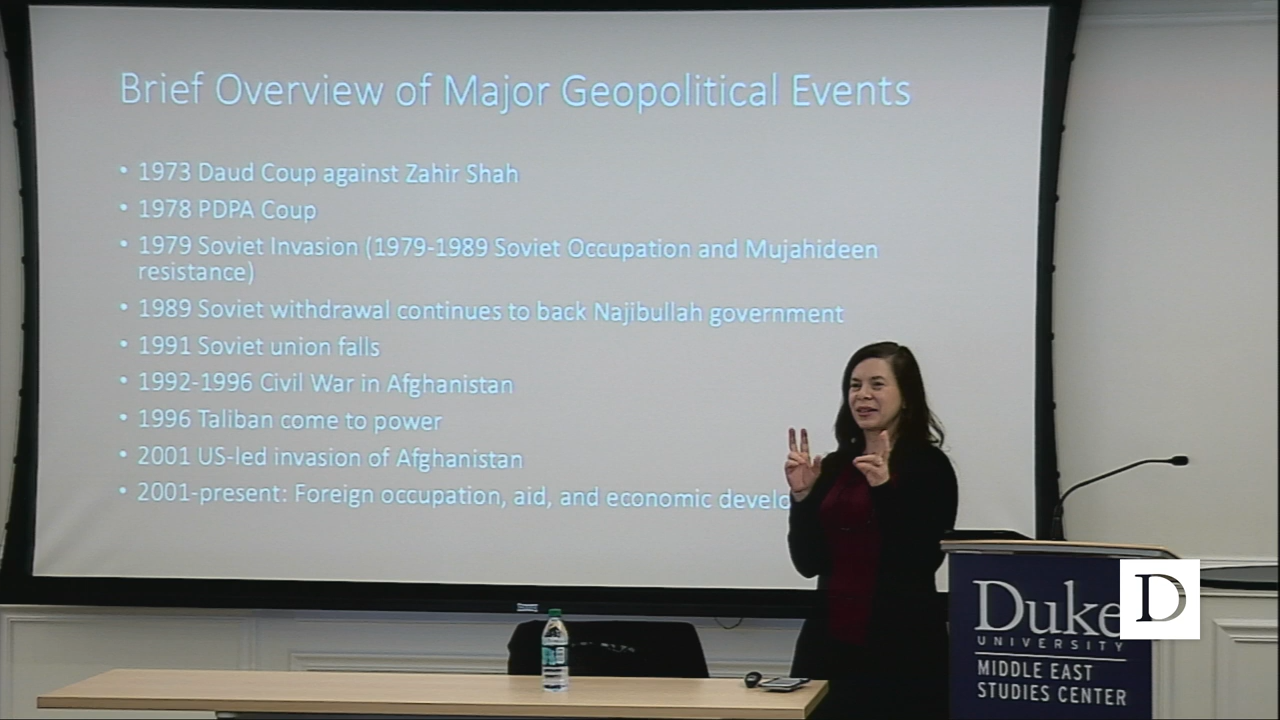 Brief Overview of Major Geopolitical Events
• 1973 Daud Coup against Zahir Shah
• 1978 PDPA Coup
• 1979 Soviet Invasion (1979-1989 Soviet Occupation and Mujahideen
resistance)
• 1989 Soviet withdrawal continues to back Najibullah government
• 1991 Soviet union falls
• 1992-1996 Civil War in Afghanistan
• 1996 Taliban come to power
• 2001 US-led invasion of Afghanistan
• 2001-present: Foreign occupation, aid, and economic develo
Duke
UNIVERSITY
MIDDLE EAST
STUDIES CENTER
D